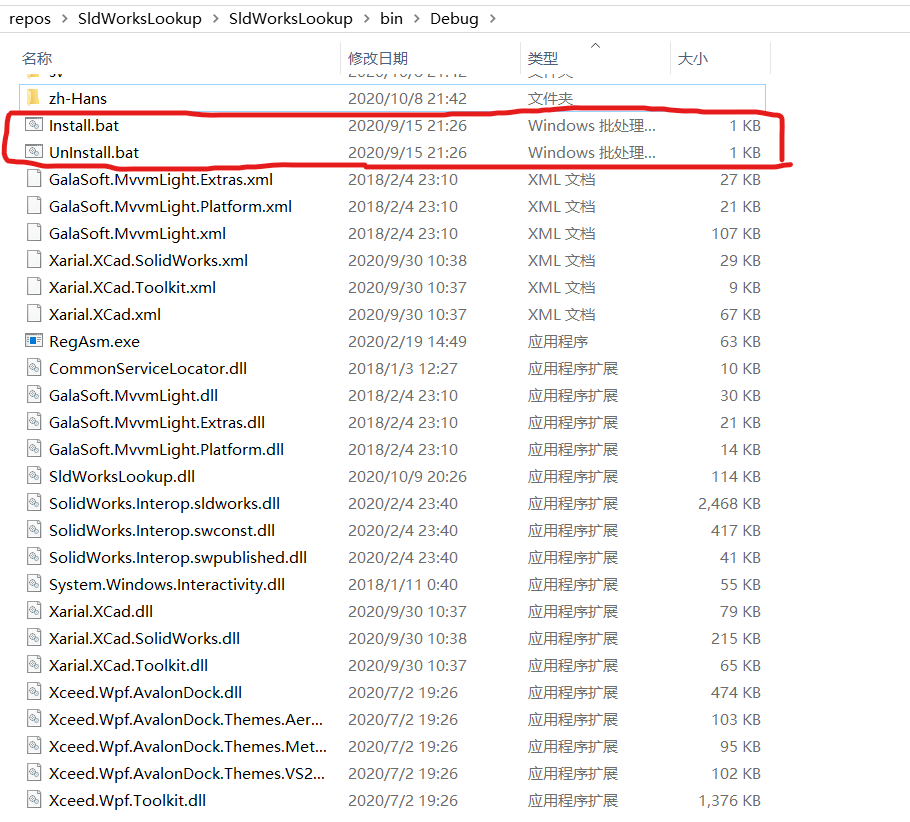 repos > SldWorksLookup > SldWorksLookup > bin > Debug >
名称 修改日期 类型 大小
sv 2020/10/8 21:42 文件夹
zh-Hans 2020/10/8 21:42 文件夹
Install.bat 2020/9/15 21:26 Windows 批处理... 1 KB
UnInstall.bat 2020/9/15 21:26 Windows 批处理... 1 KB
GalaSoft.MvvmLight.Extras.xml 2018/2/4 23:10 XML 文档 27 KB
GalaSoft.MvvmLight.Platform.xml 2018/2/4 23:10 XML 文档 21 KB
GalaSoft.MvvmLight.xml 2018/2/4 23:10 XML 文档 107 KB
Xarial.XCad.SolidWorks.xml 2020/9/30 10:38 XML 文档 29 KB
Xarial.XCad.Toolkit.xml 2020/9/30 10:37 XML 文档 9 KB
Xarial.XCad.xml 2020/9/30 10:37 XML 文档 67 KB
RegAsm.exe 2020/2/19 14:49 应用程序 63 KB
CommonServiceLocator.dll 2018/1/3 12:27 应用程序扩展 10 KB
GalaSoft.MvvmLight.dll 2018/2/4 23:10 应用程序扩展 30 KB
GalaSoft.MvvmLight.Extras.dll 2018/2/4 23:10 应用程序扩展 21 KB
GalaSoft.MvvmLight.Platform.dll 2018/2/4 23:10 应用程序扩展 14 KB
SldWorksLookup.dll 2020/10/9 20:26 应用程序扩展 114 KB
SolidWorks.Interop.sldworks.dll 2020/2/4 23:40 应用程序扩展 2,468 KB
SolidWorks.Interop.swconst.dll 2020/2/4 23:40 应用程序扩展 417 KB
SolidWorks.Interop.swpublished.dll 2020/2/4 23:40 应用程序扩展 41 KB
System.Windows.Interactivity.dll 2018/1/11 0:40 应用程序扩展 55 KB
Xarial.XCad.dll 2020/9/30 10:37 应用程序扩展 79 KB
Xarial.XCad.SolidWorks.dll 2020/9/30 10:38 应用程序扩展 215 KB
Xarial.XCad.Toolkit.dll 2020/9/30 10:37 应用程序扩展 65 KB
Xceed.Wpf.AvalonDock.dll 2020/7/2 19:26 应用程序扩展 474 KB
Xceed.Wpf.AvalonDock.Themes.Aer... 2020/7/2 19:26 应用程序扩展 103 KB
Xceed.Wpf.AvalonDock.Themes.Met... 2020/7/2 19:26 应用程序扩展 95 KB
Xceed.Wpf.AvalonDock.Themes.VS2... 2020/7/2 19:26 应用程序扩展 102 KB
Xceed.Wpf.Toolkit.dll 2020/7/2 19:26 应用程序扩展 1,376 KB